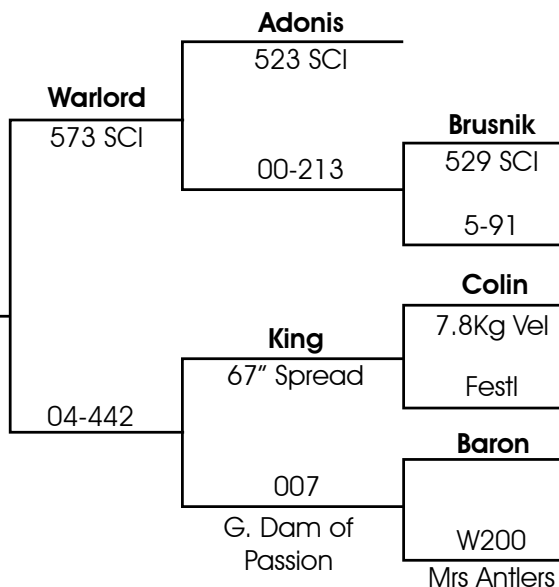 Adonis
523 SCI
Warlord
573 SCI
00-213
Brusnik
529 SCI
5-91
Colin
7.8Kg Vel
Festl
King
67" Spread
04-442
Baron
007
G. Dam of
Passion
W200
Mrs Antlers